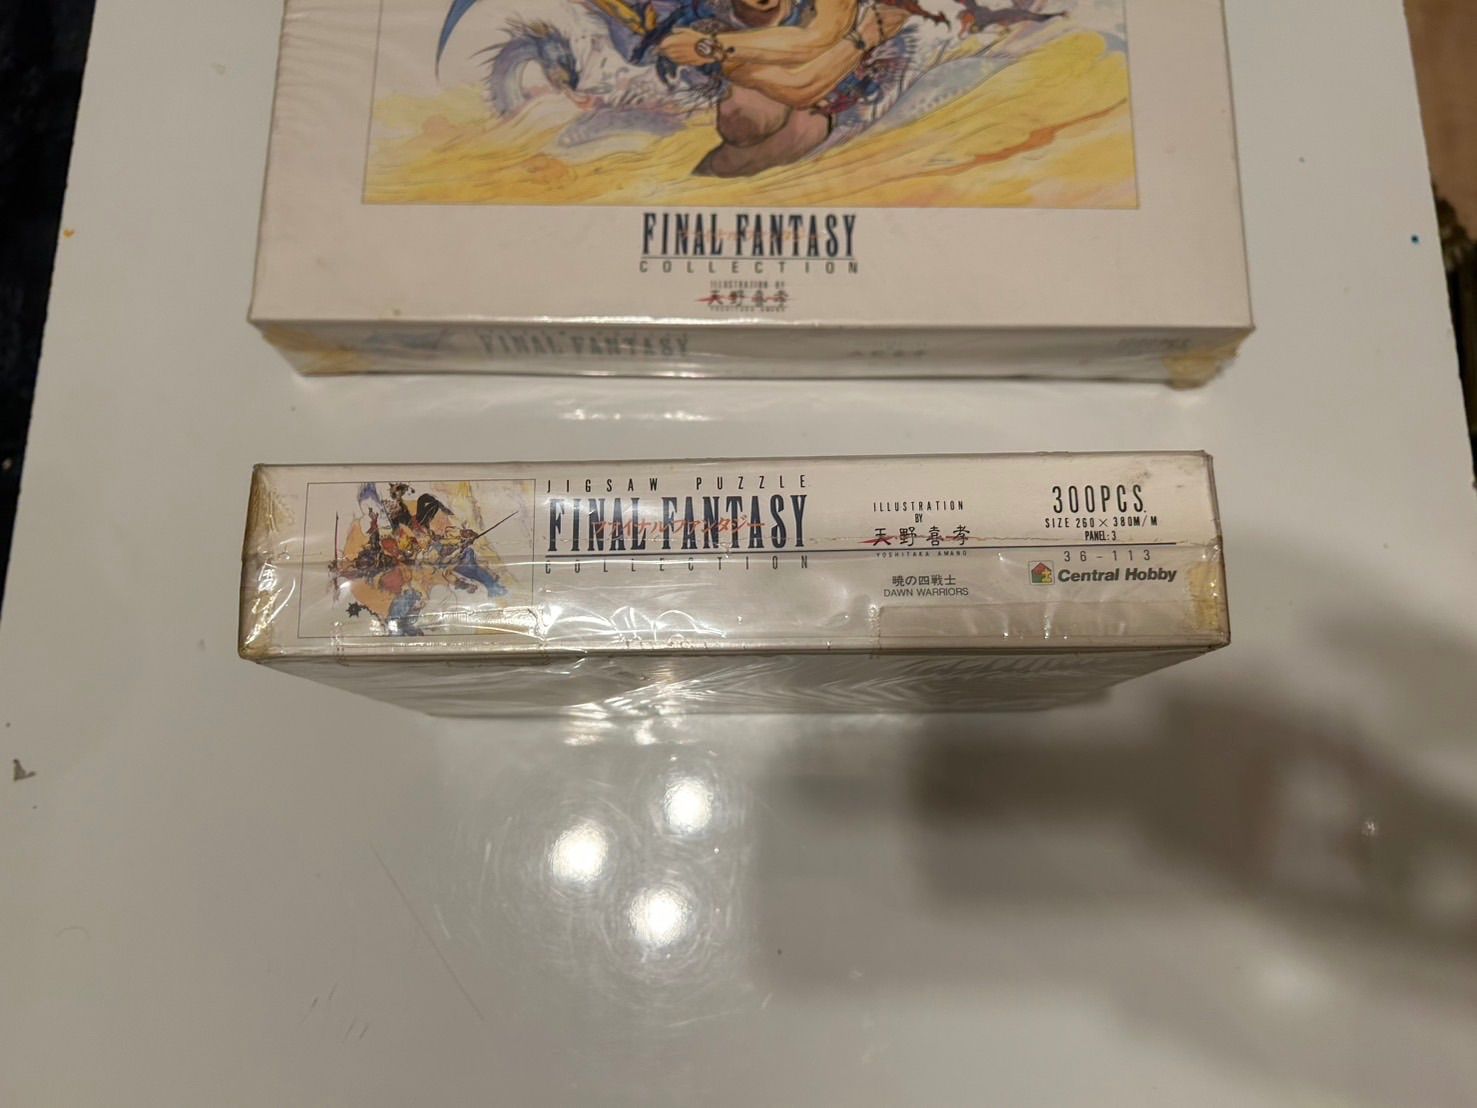 FINAL FANTASY
COLLECTION
ILLUSTRATION BY
天野喜孝
YOSHITAKA AMANO
FINAL FANTASY
JIGSAW PUZZLE
FINAL FANTASY
ファイナルファンタジー
COLLECTION
ILLUSTRATION
BY
天野喜孝
YOSHITAKA AMANO
暁の四戦士
DAWN WARRIORS
300PCS.
SIZE 260×380M/M
PANEL:3
36-113
Central Hobby